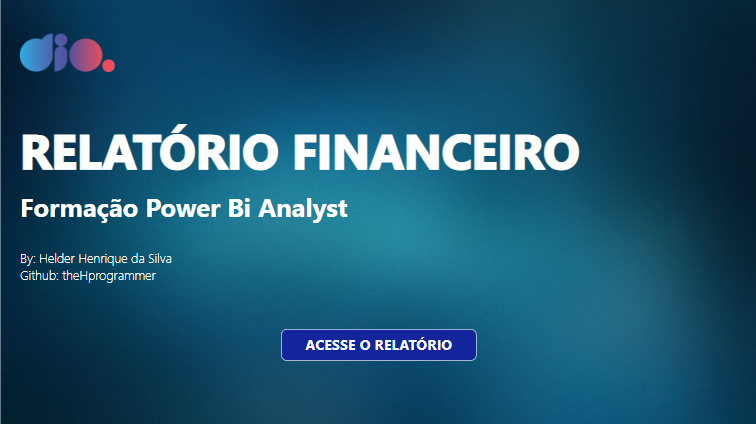 dio.
RELATÓRIO FINANCEIRO
Formação Power Bi Analyst
By: Helder Henrique da Silva
Github: theHprogrammer
ACESSE O RELATÓRIO